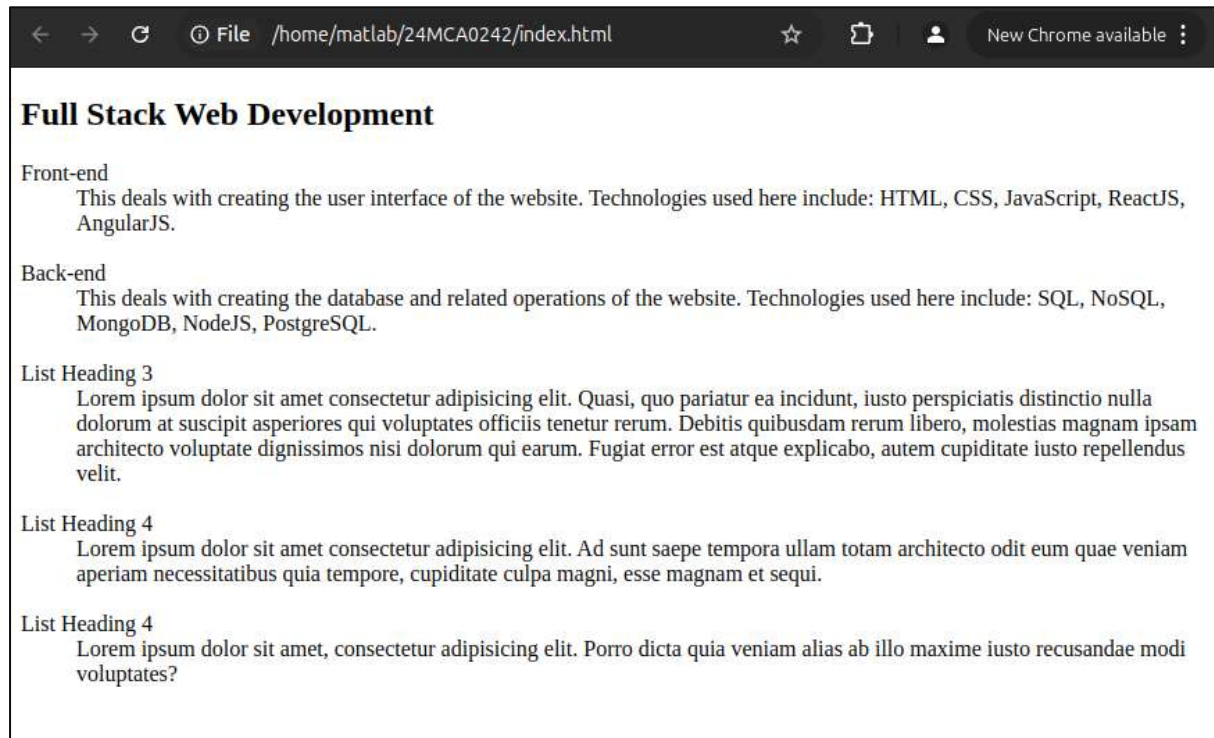 File /home/matlab/24MCA0242/index.html New Chrome available
Full Stack Web Development
Front-end
This deals with creating the user interface of the website. Technologies used here include: HTML, CSS, JavaScript, ReactJS,
AngularJS.
Back-end
This deals with creating the database and related operations of the website. Technologies used here include: SQL, NoSQL,
MongoDB, NodeJS, PostgreSQL.
List Heading 3
Lorem ipsum dolor sit amet consectetur adipisicing elit. Quasi, quo pariatur ea incidunt, iusto perspiciatis distinctio nulla
dolorum at suscipit asperiores qui voluptates officiis tenetur rerum. Debitis quibusdam rerum libero, molestias magnam ipsam
architecto voluptate dignissimos nisi dolorum qui earum. Fugiat error est atque explicabo, autem cupiditate iusto repellendus
velit.
List Heading 4
Lorem ipsum dolor sit amet consectetur adipisicing elit. Ad sunt saepe tempora ullam totam architecto odit eum quae veniam
aperiam necessitatibus quia tempore, cupiditate culpa magni, esse magnam et sequi.
List Heading 4
Lorem ipsum dolor sit amet, consectetur adipisicing elit. Porro dicta quia veniam alias ab illo maxime iusto recusandae modi
voluptates?